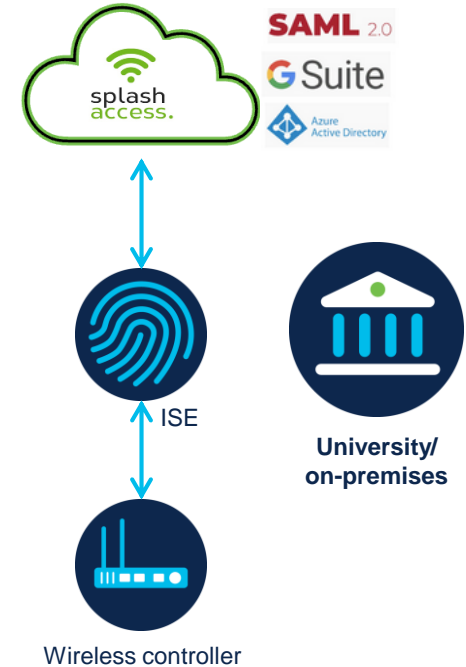 SAML 2.0
splash
access.
G Suite
Azure
Active Directory
ISE
University/
on-premises
Wireless controller